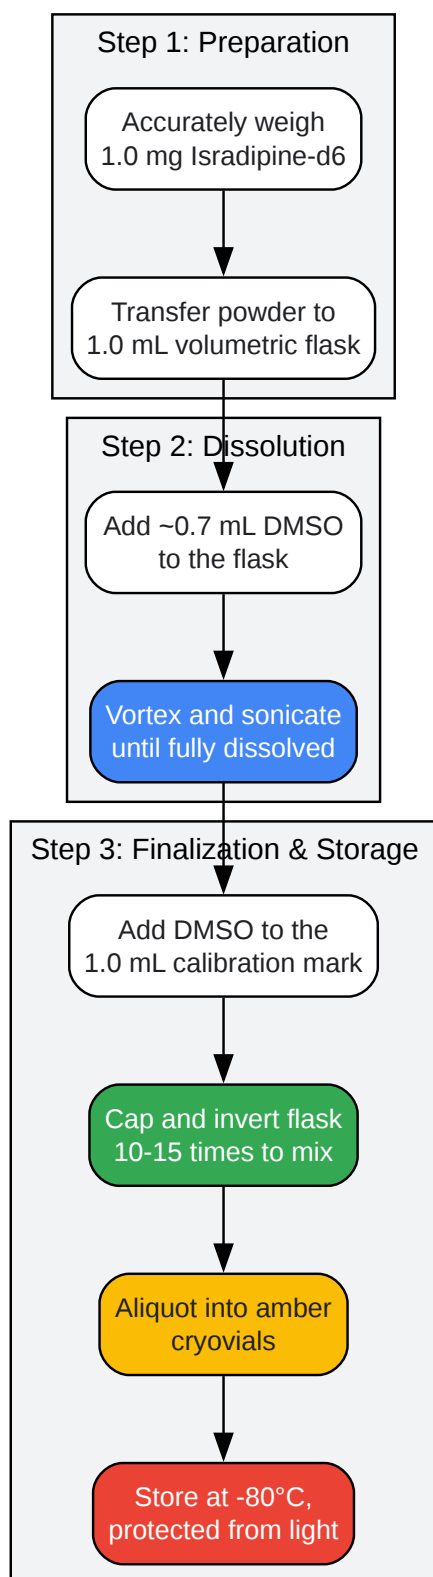 Step 1: Preparation
Accurately weigh
1.0 mg Isradipine-d6
Transfer powder to
1.0 mL volumetric flask
Step 2: Dissolution
Add ~0.7 mL DMSO
to the flask
Vortex and sonicate
until fully dissolved
Step 3: Finalization & Storage
Add DMSO to the
1.0 mL calibration mark
Cap and invert flask
10-15 times to mix
Aliquot into amber
cryovials
Store at -80°C,
protected from light